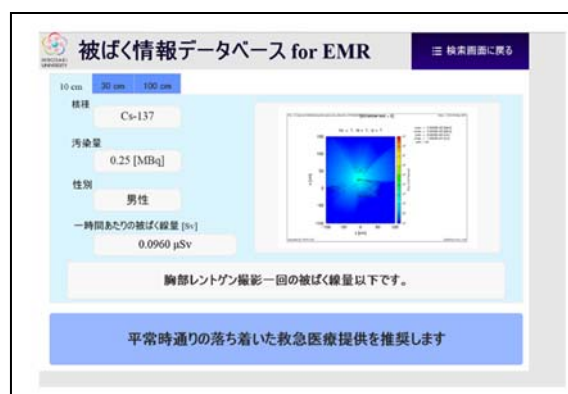 HIROSAKI
UNIVERSITY
被ばく情報データベース for EMR
☰ 検索画面に戻る
10 cm 30 cm 100 cm
核種
Cs-137
汚染量
0.25 [MBq]
性別
男性
一時間あたりの被ばく線量 [Sv]
0.0960 μSv
胸部レントゲン撮影一回の被ばく線量以下です。
平常時通りの落ち着いた救急医療提供を推奨します